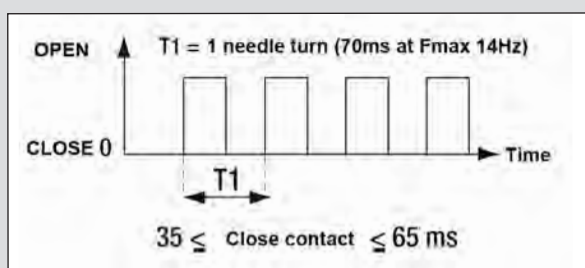 OPEN
T1 = 1 needle turn (70ms at Fmax 14Hz)
CLOSE 0
Time
T1
35 ≤ Close contact ≤ 65 ms